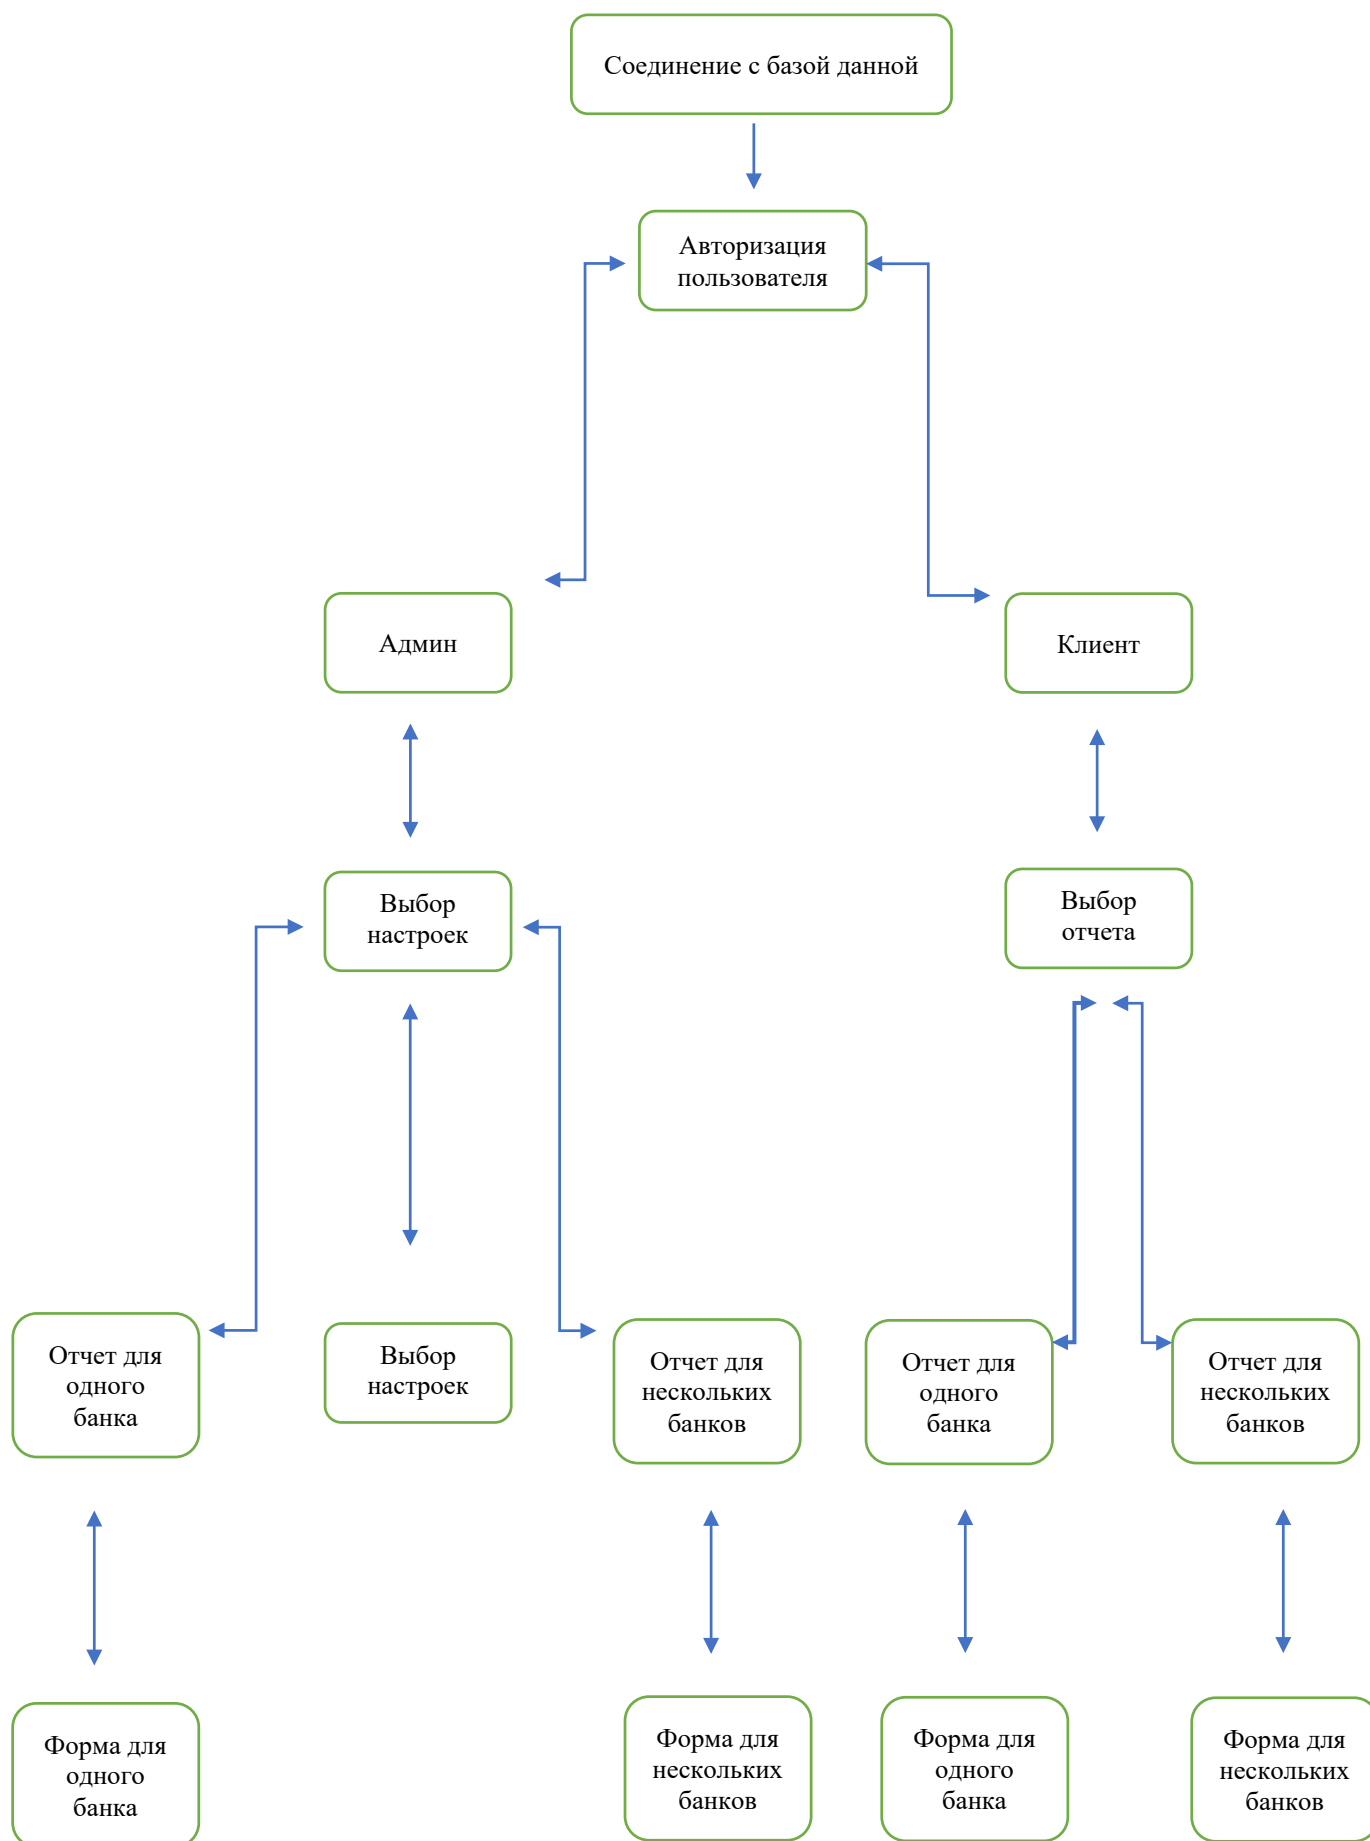 Соединение с базой данной
Авторизация
пользователя
Админ
Клиент
Выбор
настроек
Выбор
отчета
Отчет для
одного
банка
Выбор
настроек
Отчет для
нескольких
банков
Отчет для
одного
банка
Отчет для
нескольких
банков
Форма для
одного
банка
Форма для
нескольких
банков
Форма для
одного
банка
Форма для
нескольких
банков